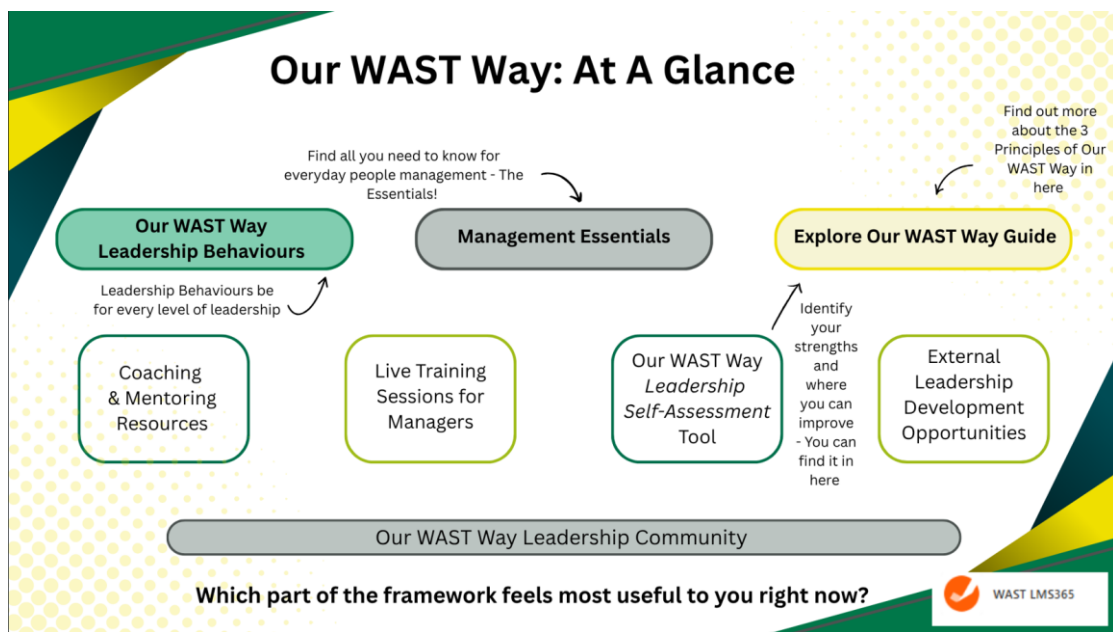 Our WAST Way: At A Glance
Find out more
about the 3
Principles of Our
WAST Way in
here
Find all you need to know for
everyday people management - The
Essentials!
Our WAST Way
Leadership Behaviours
Management Essentials
Explore Our WAST Way Guide
Leadership Behaviours be
for every level of leadership
Identify
your
strengths
and
where
you can
improve
- You can
find it in
here
Coaching
& Mentoring
Resources
Live Training
Sessions for
Managers
Our WAST Way
Leadership
Self-Assessment
Tool
External
Leadership
Development
Opportunities
Our WAST Way Leadership Community
Which part of the framework feels most useful to you right now?
WAST LMS365